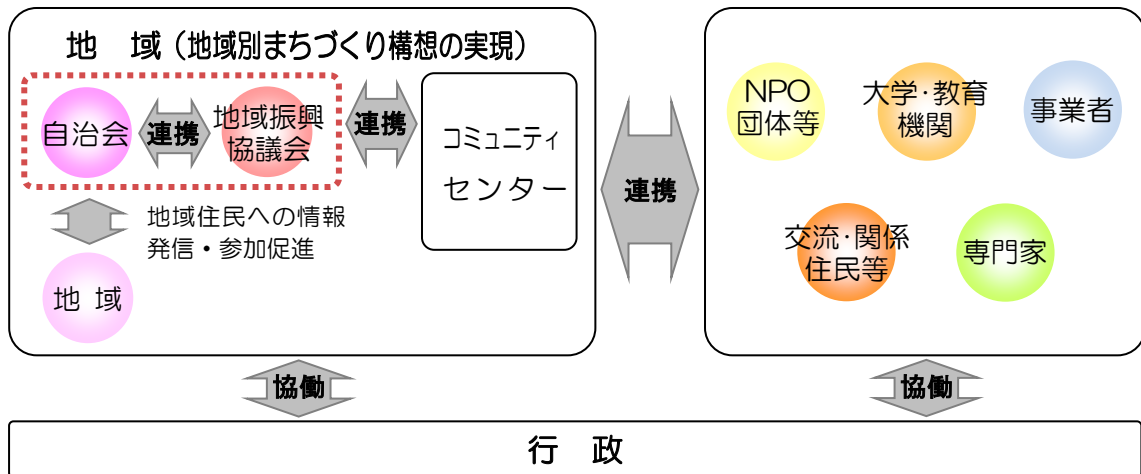 地　域（地域別まちづくり構想の実現）
自治会
連携
地域振興
協議会
連携
コミュニティ
センター
地域住民への情報
発信・参加促進
地 域
連携
NPO
団体等
大学・教育
機関
事業者
交流・関係
住民等
専門家
協働
協働
行　政